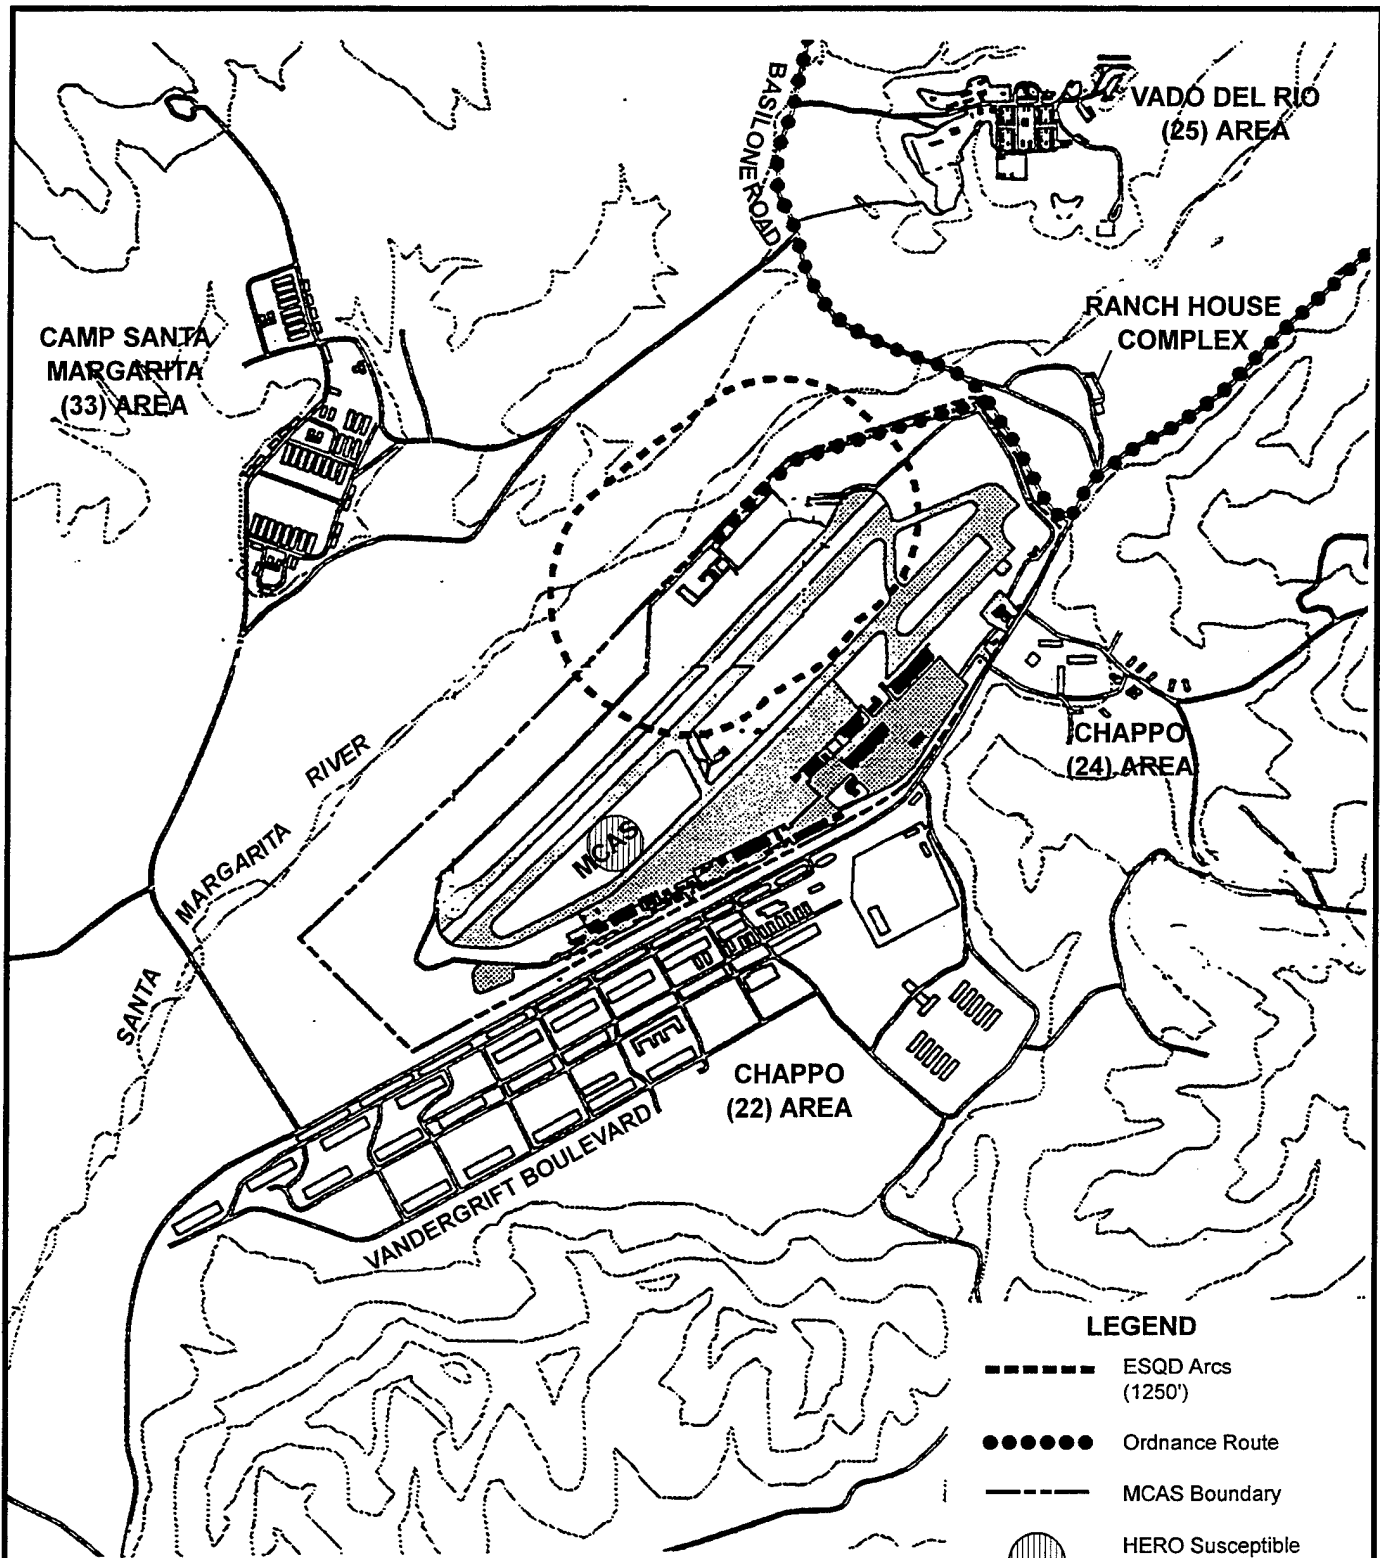 BASILONE ROAD
VADO DEL RIO
(25) AREA
RANCH HOUSE
COMPLEX
CAMP SANTA
MARGARITA
(33) AREA
CHAPPO
(24) AREA
RIVER
MARGARITA
SANTA
MCAS
CHAPPO
(22) AREA
VANDERGRIFT BOULEVARD
LEGEND
ESQD Arcs
(1250')
Ordnance Route
MCAS Boundary
HERO Susceptible